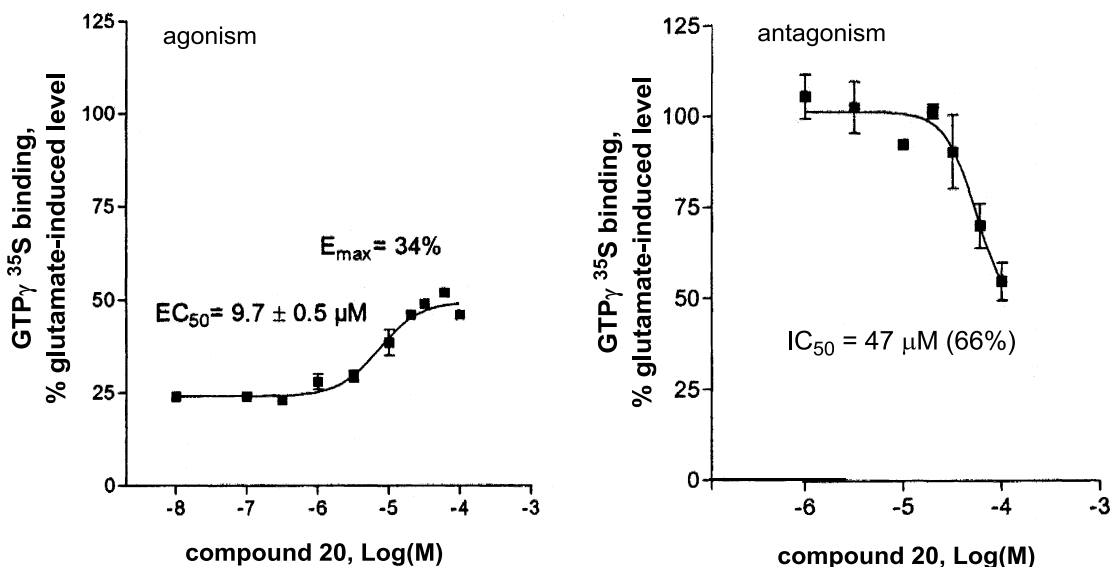 agonism
GTPγ ³⁵S binding,
% glutamate-induced level
125
100
75
50
25
0
Eₘₐₓ= 34%
EC₅₀= 9.7 ± 0.5 µM
-8 -7 -6 -5 -4 -3
compound 20, Log(M)
antagonism
GTPγ ³⁵S binding,
% glutamate-induced level
125
100
75
50
25
0
IC₅₀ = 47 µM (66%)
-6 -5 -4 -3
compound 20, Log(M)